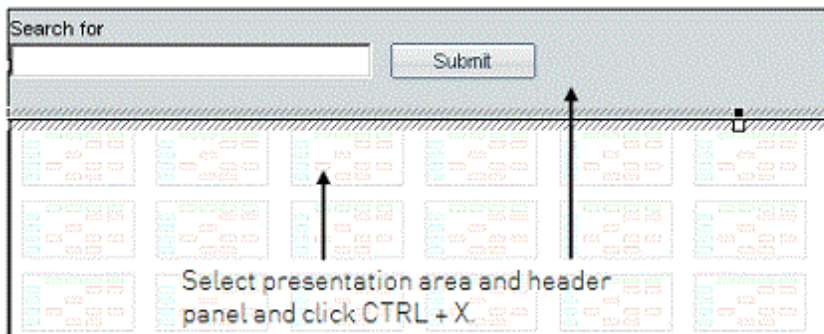 Search for
Submit
Select presentation area and header
panel and click CTRL + X.